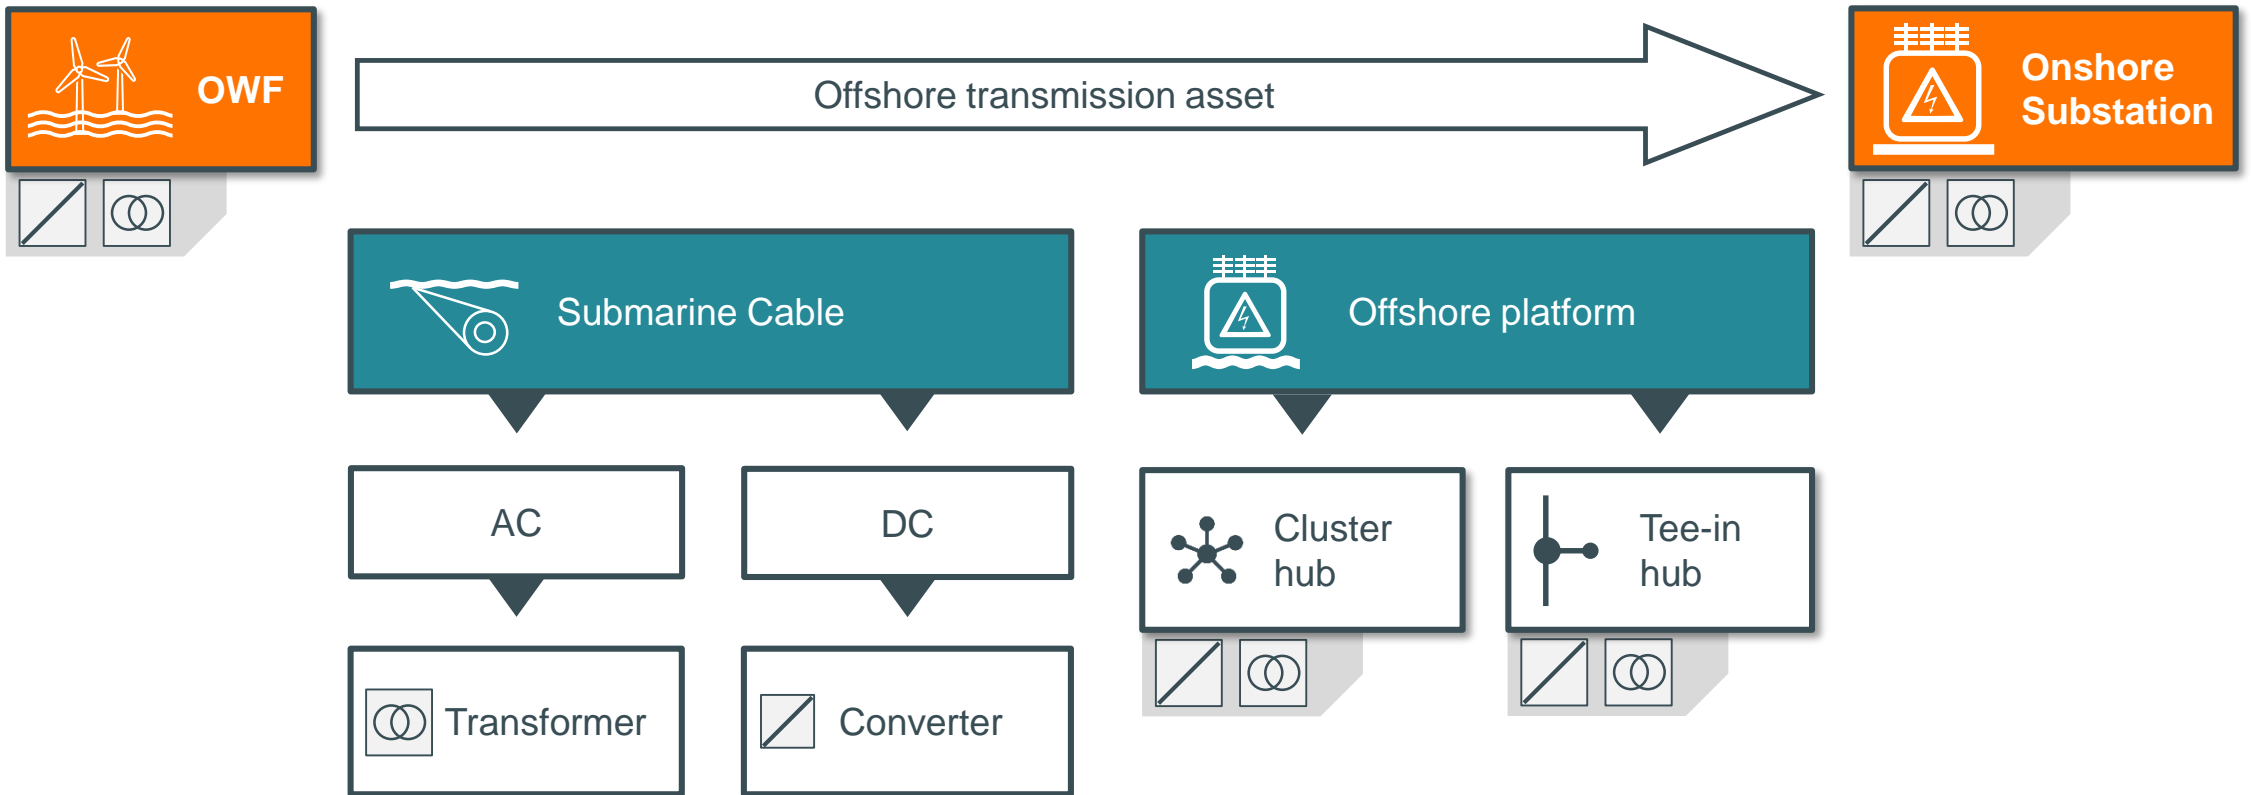 OWF
Offshore transmission asset
Onshore
Substation
Submarine Cable
Offshore platform
AC
DC
Cluster
hub
Tee-in
hub
Transformer
Converter